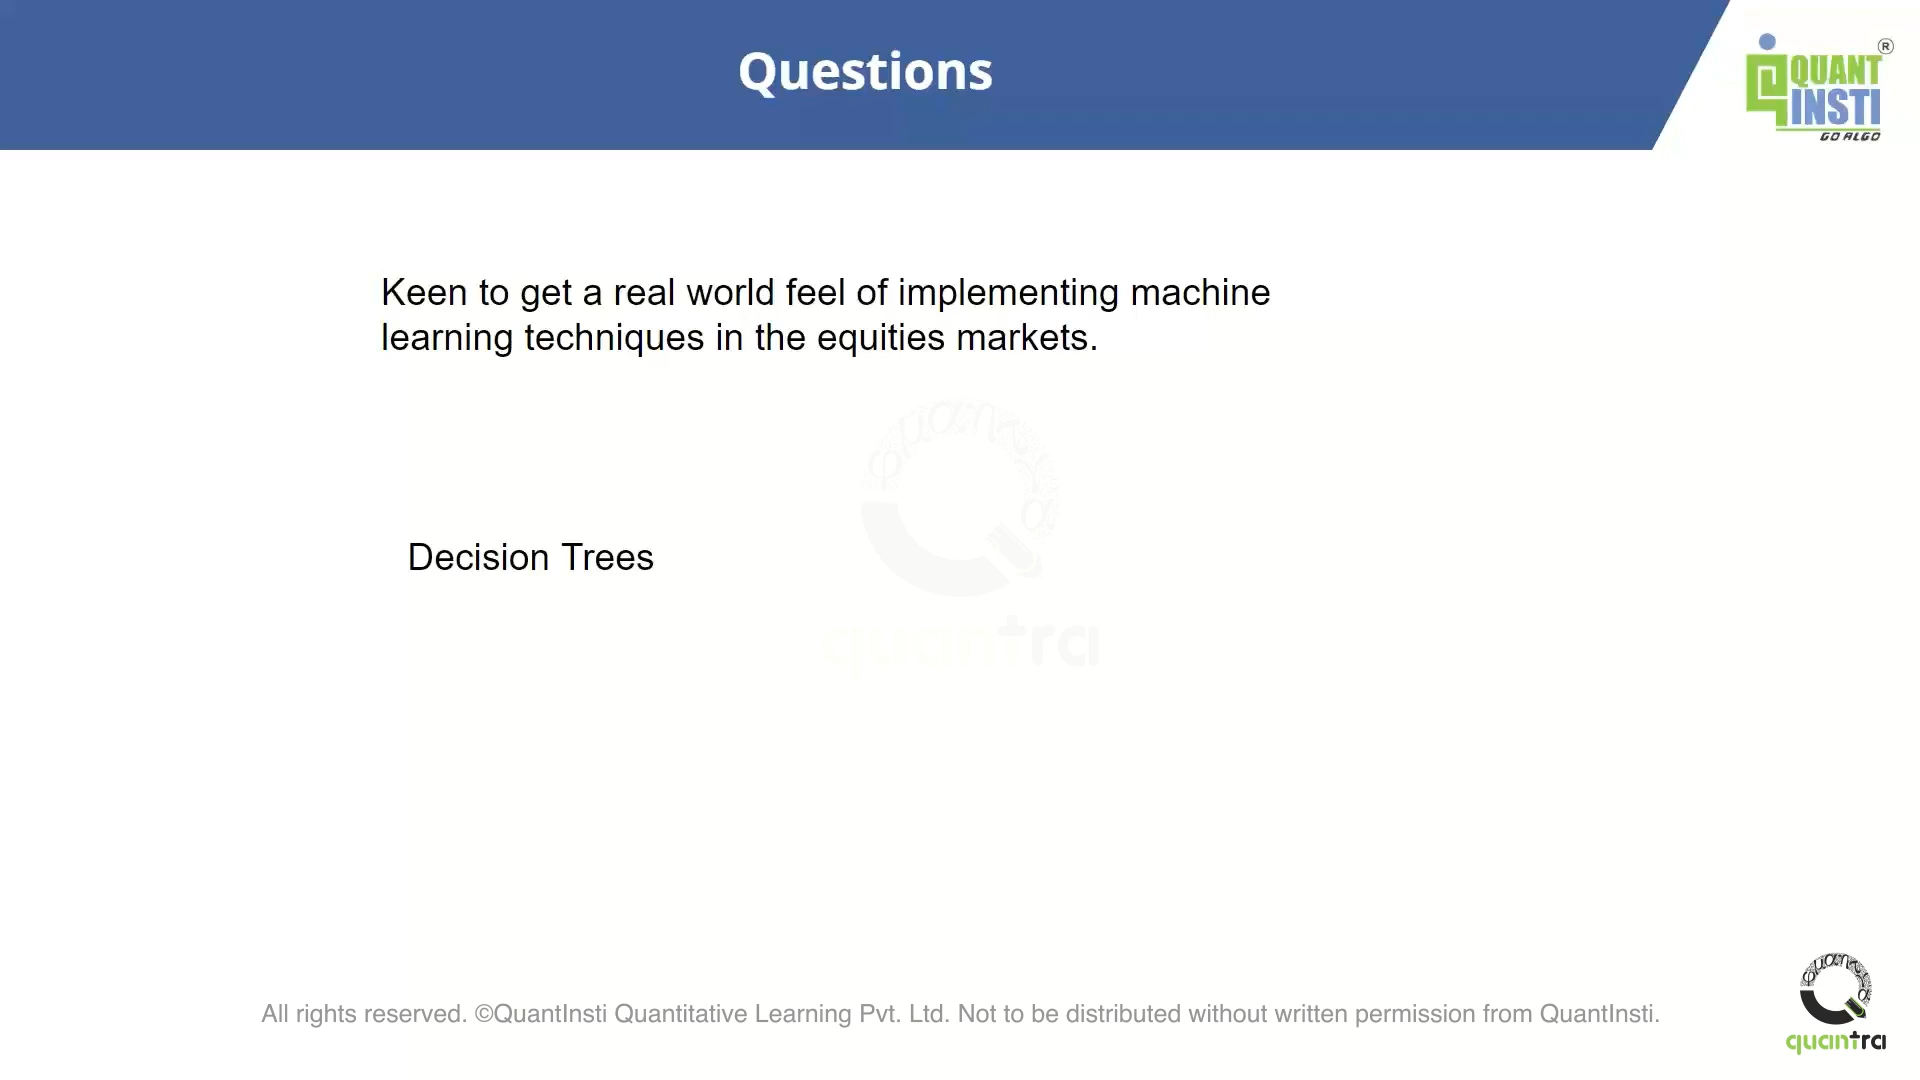 Questions
®
QUANT
INSTI
GO ALGO
Keen to get a real world feel of implementing machine
learning techniques in the equities markets.
quantra
Decision Trees
All rights reserved. ©QuantInsti Quantitative Learning Pvt. Ltd. Not to be distributed without written permission from QuantInsti.
quantra